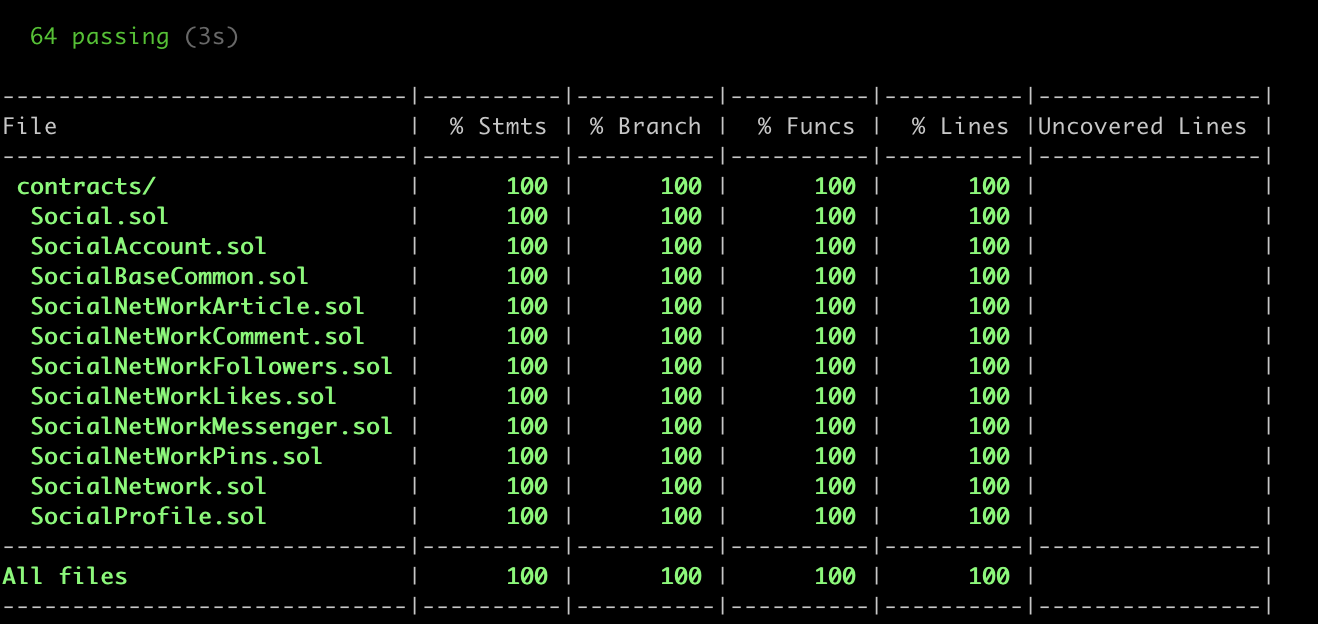 64 passing (3s)
-----------------------------|----------|----------|----------|----------|----------------|
File                         |  % Stmts | % Branch |  % Funcs |  % Lines |Uncovered Lines |
-----------------------------|----------|----------|----------|----------|----------------|
 contracts/                  |      100 |      100 |      100 |      100 |                |
  Social.sol                 |      100 |      100 |      100 |      100 |                |
  SocialAccount.sol          |      100 |      100 |      100 |      100 |                |
  SocialBaseCommon.sol       |      100 |      100 |      100 |      100 |                |
  SocialNetWorkArticle.sol   |      100 |      100 |      100 |      100 |                |
  SocialNetWorkComment.sol   |      100 |      100 |      100 |      100 |                |
  SocialNetWorkFollowers.sol |      100 |      100 |      100 |      100 |                |
  SocialNetWorkLikes.sol     |      100 |      100 |      100 |      100 |                |
  SocialNetWorkMessenger.sol |      100 |      100 |      100 |      100 |                |
  SocialNetWorkPins.sol      |      100 |      100 |      100 |      100 |                |
  SocialNetwork.sol          |      100 |      100 |      100 |      100 |                |
  SocialProfile.sol          |      100 |      100 |      100 |      100 |                |
-----------------------------|----------|----------|----------|----------|----------------|
All files                    |      100 |      100 |      100 |      100 |                |
-----------------------------|----------|----------|----------|----------|----------------|